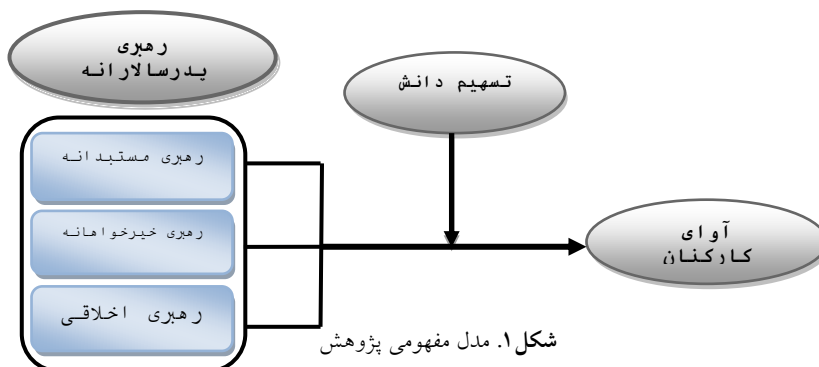 رهبری
پدرسالارانه
تسهیم دانش
رهبری مستبدانه
رهبری خیرخواهانه
رهبری اخلاقی
آوای
کارکنان
شکل۱. مدل مفهومی پژوهش